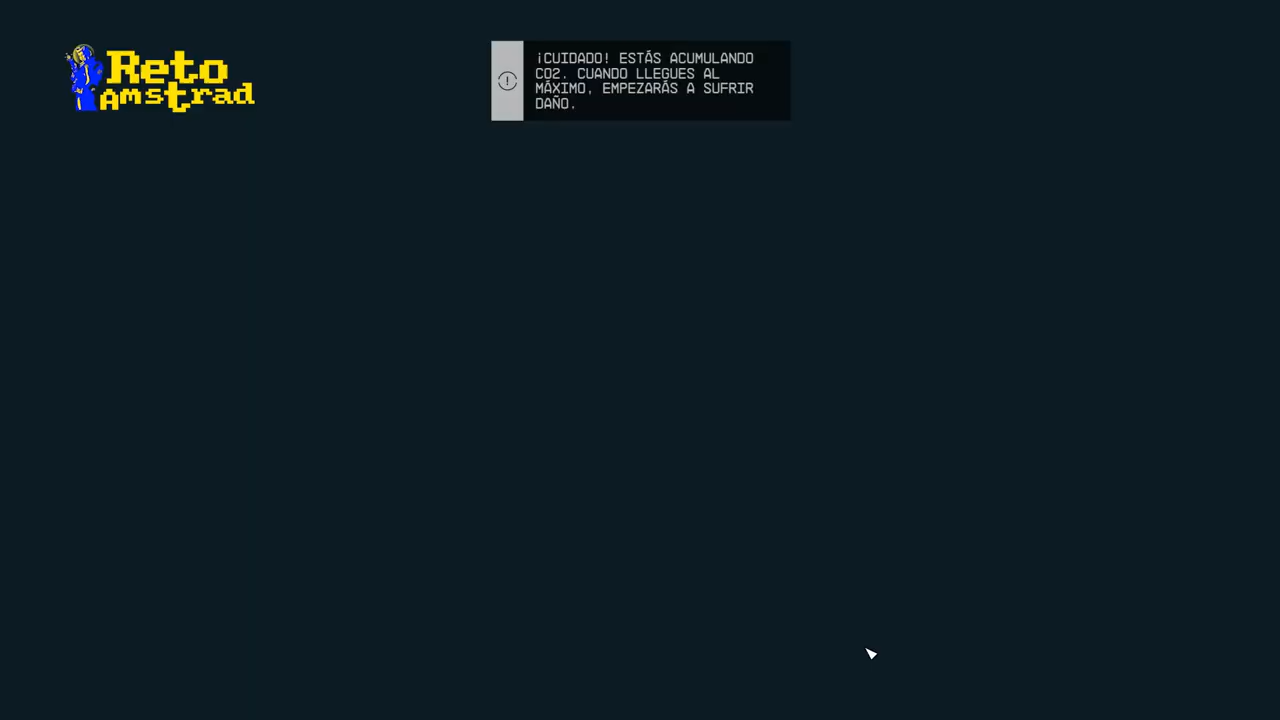 Reto
Amstrad
¡CUIDADO! ESTÁS ACUMULANDO
CO2. CUANDO LLEGUES AL
MÁXIMO, EMPEZARÁS A SUFRIR
DAÑO.